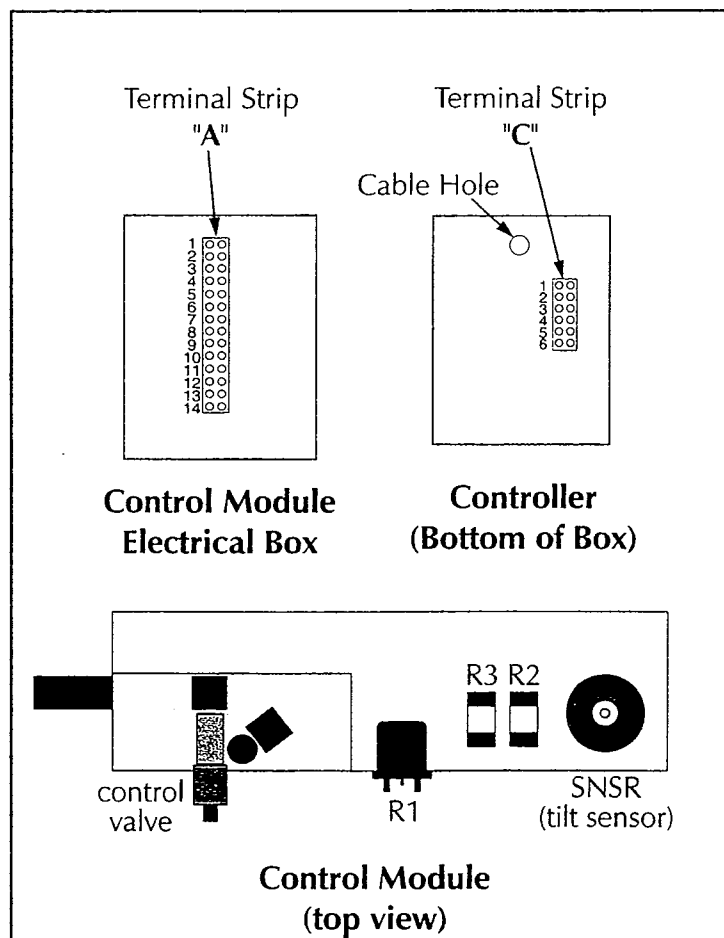 Terminal Strip
"A"
Terminal Strip
"C"
Cable Hole
1
2
3
4
5
6
7
8
9
10
11
12
13
14
1
2
3
4
5
6
Control Module
Electrical Box
Controller
(Bottom of Box)
R3 R2
control
valve
R1
SNSR
(tilt sensor)
Control Module
(top view)